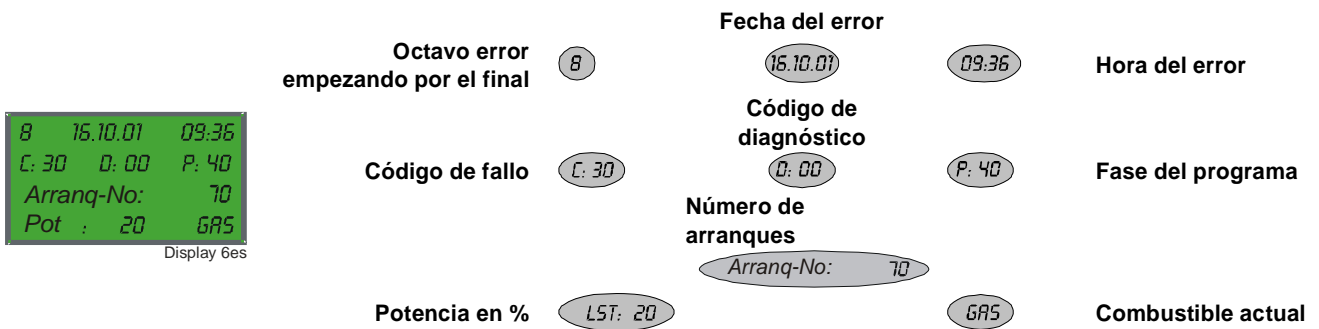 8 16.10.01 09:36
C: 30 D: 00 P: 40
Arranq-No: 70
Pot : 20 GAS
Display 6es
Octavo error
empezando por el final
8
Fecha del error
16.10.01
09:36
Hora del error
Código de fallo
C: 30
Código de
diagnóstico
D: 00
P: 40
Fase del programa
Número de
arranques
Arranq-No: 70
Potencia en %
LST: 20
GAS
Combustible actual